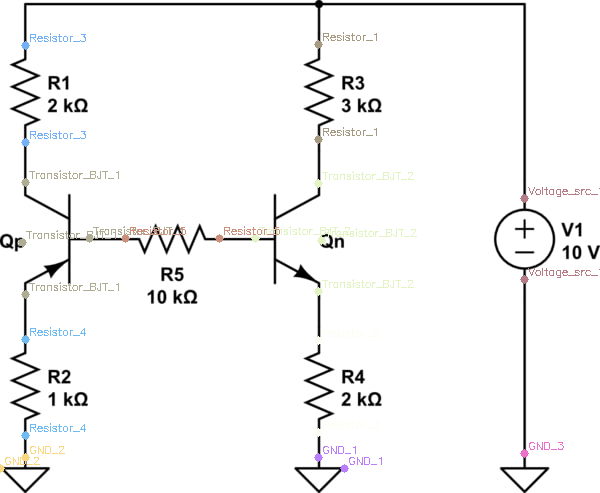 Resistor_3
Resistor_1
R1
2 kΩ
R3
3 kΩ
Resistor_3
Resistor_1
Transistor_BJT_1
Transistor_BJT_2
Voltage_src_1
Qp
Qn
V1
10 V
R5
10 kΩ
Voltage_src_1
Transistor_BJT_1
Transistor_BJT_2
Resistor_4
R2
1 kΩ
R4
2 kΩ
Resistor_4
GND_2
GND_1
GND_3
GND_2
GND_1